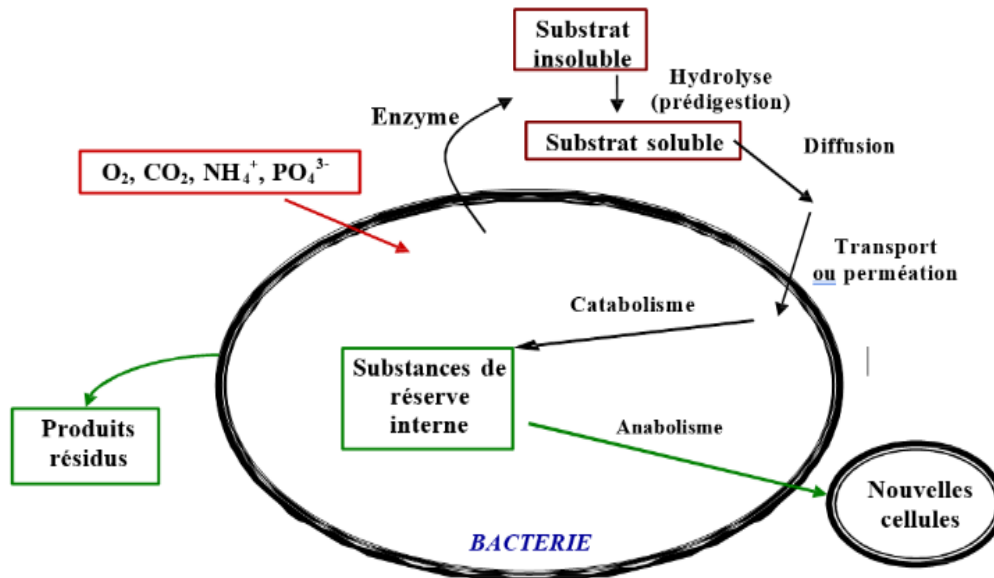 Substrat
insoluble
Hydrolyse
(prédigestion)
Enzyme
Substrat soluble
Diffusion
O₂, CO₂, NH₄⁺, PO₄³⁻
Transport
ou perméation
Catabolisme
Substances de
réserve
interne
Produits
résidus
Anabolisme
Nouvelles
cellules
BACTERIE